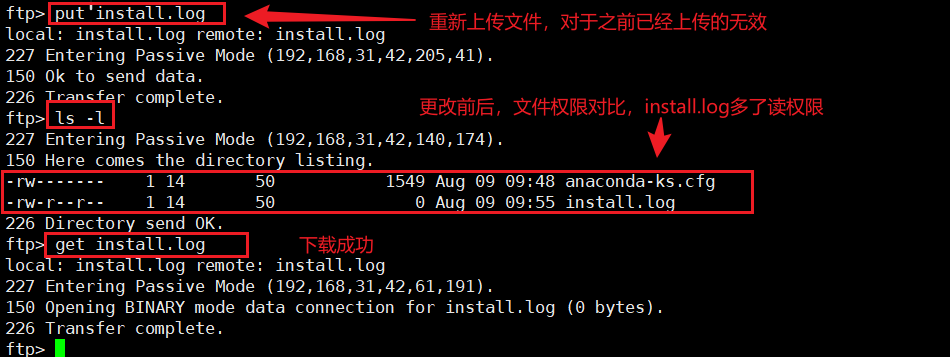 ftp> put install.log
重新上传文件，对于之前已经上传的无效
local: install.log remote: install.log
227 Entering Passive Mode (192,168,31,42,205,41).
150 Ok to send data.
226 Transfer complete.
更改前后，文件权限对比，install.log多了读权限
ftp> ls -l
227 Entering Passive Mode (192,168,31,42,140,174).
150 Here comes the directory listing.
-rw------- 1 14 50 1549 Aug 09 09:48 anaconda-ks.cfg
-rw-r--r-- 1 14 50 0 Aug 09 09:55 install.log
226 Directory send OK.
ftp> get install.log
下载成功
local: install.log remote: install.log
227 Entering Passive Mode (192,168,31,42,61,191).
150 Opening BINARY mode data connection for install.log (0 bytes).
226 Transfer complete.
ftp>